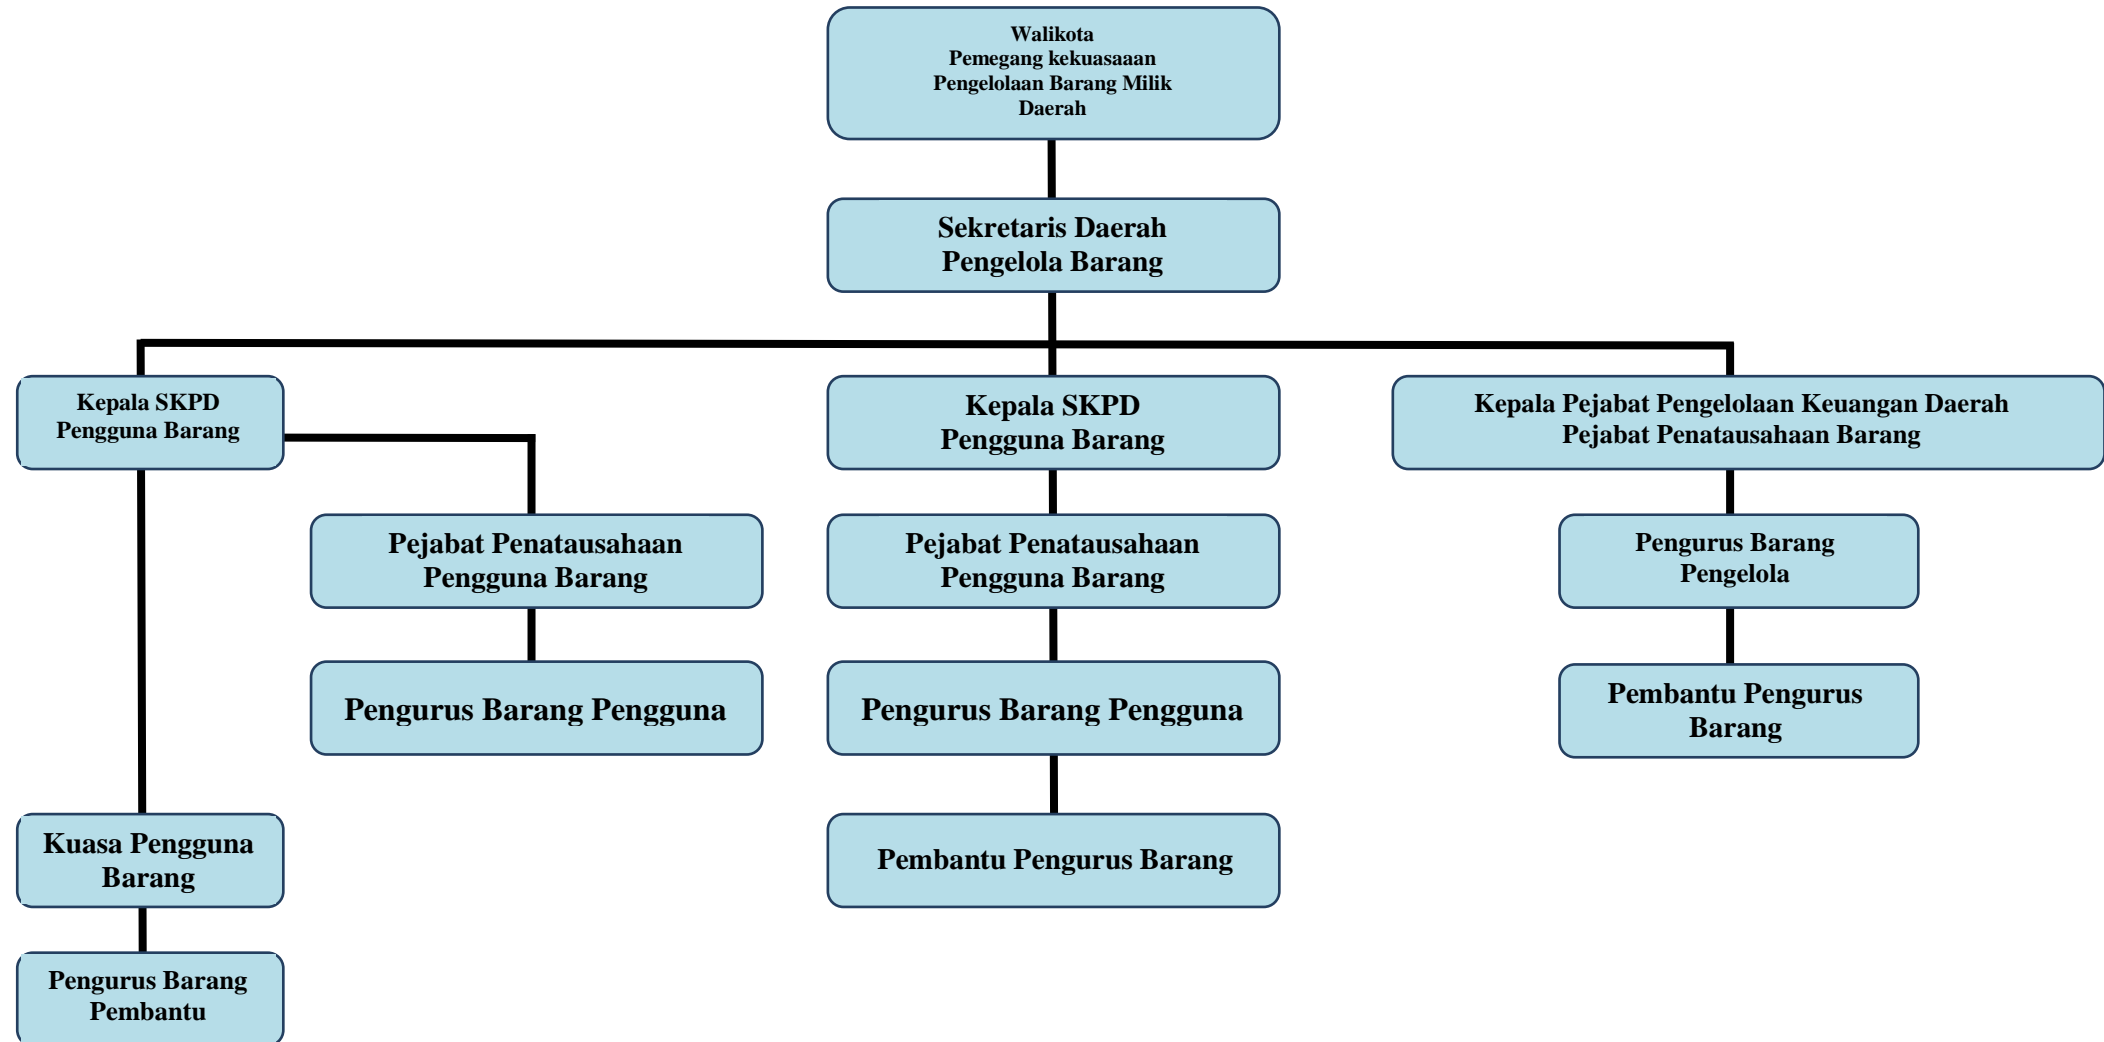 Walikota
Pemegang kekuasaaan
Pengelolaan Barang Milik
Daerah
Sekretaris Daerah
Pengelola Barang
Kepala SKPD
Pengguna Barang
Kepala SKPD
Pengguna Barang
Kepala Pejabat Pengelolaan Keuangan Daerah
Pejabat Penatausahaan Barang
Pejabat Penatausahaan
Pengguna Barang
Pejabat Penatausahaan
Pengguna Barang
Pengurus Barang
Pengelola
Pengurus Barang Pengguna
Pengurus Barang Pengguna
Pembantu Pengurus
Barang
Kuasa Pengguna
Barang
Pembantu Pengurus Barang
Pengurus Barang
Pembantu